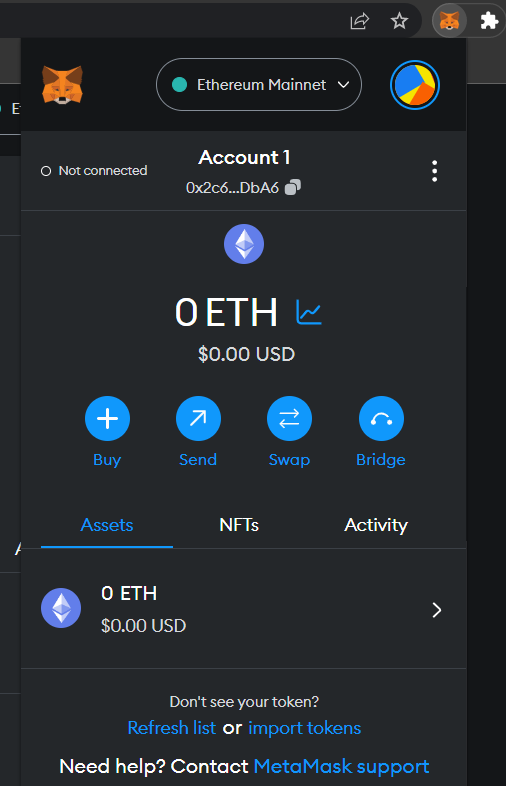 Ethereum Mainnet
Not connected
Account 1
0x2c6...DbA6
0 ETH
$0.00 USD
Buy Send Swap Bridge
Assets NFTs Activity
0 ETH
$0.00 USD
Don't see your token?
Refresh list or import tokens
Need help? Contact MetaMask support